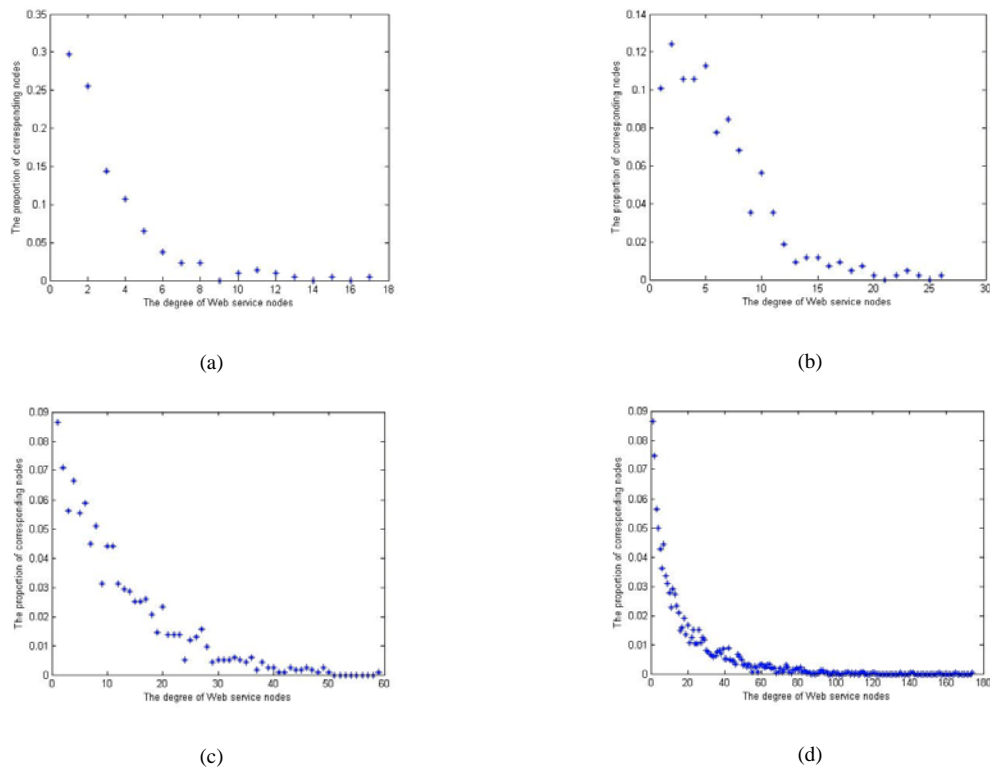 0.35
0.3
0.25
0.2
0.15
0.1
0.05
0
The proportion of corresponding nodes
0 2 4 6 8 10 12 14 16 18
The degree of Web service nodes
(a)
0.14
0.12
0.1
0.08
0.06
0.04
0.02
0
The proportion of corresponding nodes
0 5 10 15 20 25 30
The degree of Web service nodes
(b)
0.09
0.08
0.07
0.06
0.05
0.04
0.03
0.02
0.01
0
The proportion of corresponding nodes
0 10 20 30 40 50 60
The degree of Web service nodes
(c)
0.09
0.08
0.07
0.06
0.05
0.04
0.03
0.02
0.01
0
The proportion of corresponding nodes
0 20 40 60 80 100 120 140 160 180
The degree of Web service nodes
(d)